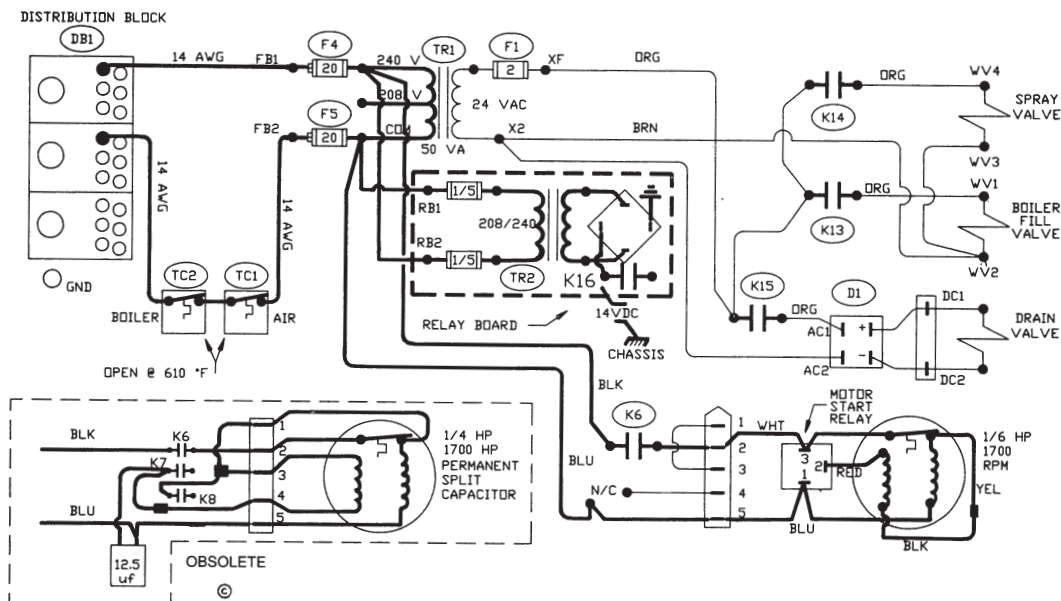 DISTRIBUTION BLOCK
DB1
14 AWG
FB1
F4
20
240 V
TR1
F1
2
XF
ORG
208 V
24 VAC
F5
20
FB2
COM
50 VA
X2
BRN
14 AWG
14 AWG
GND
TC2
TC1
BOILER
AIR
OPEN @ 610 °F
RB1
1/5
208/240
RB2
1/5
TR2
K16
14VDC
RELAY BOARD
CHASSIS
K14
ORG
WV4
SPRAY
VALVE
WV3
K13
ORG
WV1
BOILER
FILL
VALVE
WV2
K15
ORG
D1
AC1
+
AC2
-
DC1
DRAIN
VALVE
DC2
BLK
K6
BLU
N/C
1
2
3
4
5
WHT
MOTOR
START
RELAY
3
2
1
RED
BLU
1/6 HP
1700
RPM
YEL
BLK
BLK
K6
K7
K8
BLU
12.5
uf
1
2
3
4
5
1/4 HP
1700 HP
PERMANENT
SPLIT
CAPACITOR
OBSOLETE
©